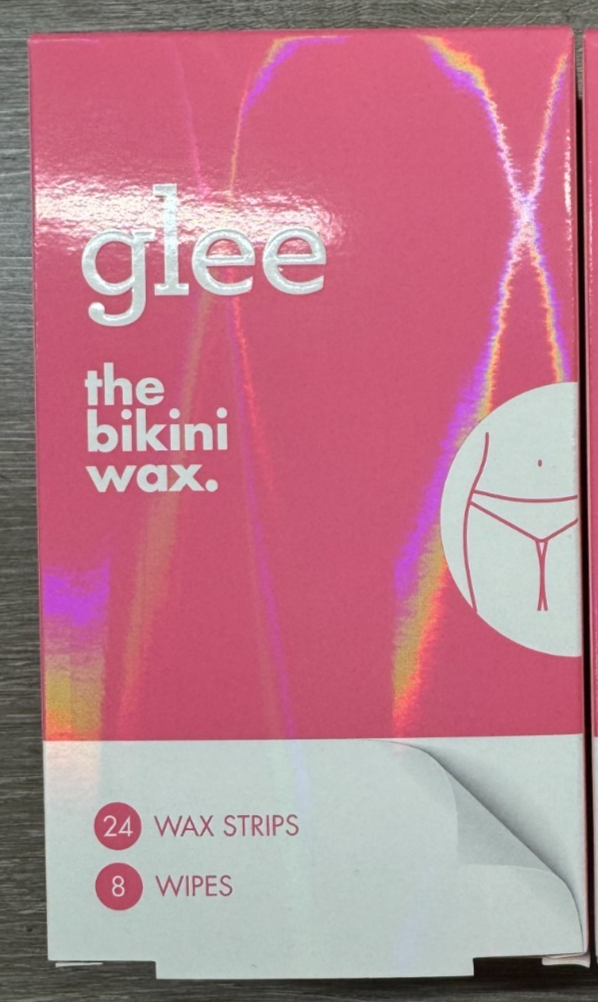 glee
the
bikini
wax.
24 WAX STRIPS
8 WIPES